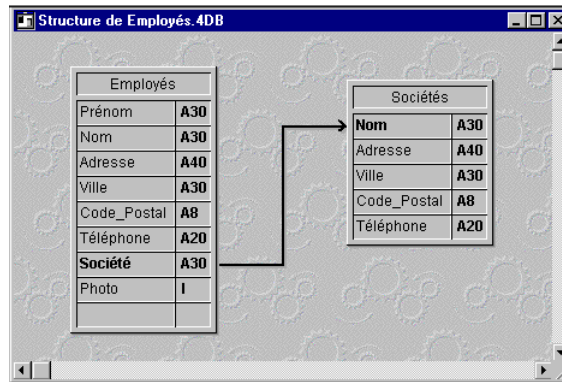 Structure de Employés.4DB
Employés
Prénom A30
Nom A30
Adresse A40
Ville A30
Code_Postal A8
Téléphone A20
Société A30
Photo I
Sociétés
Nom A30
Adresse A40
Ville A30
Code_Postal A8
Téléphone A20